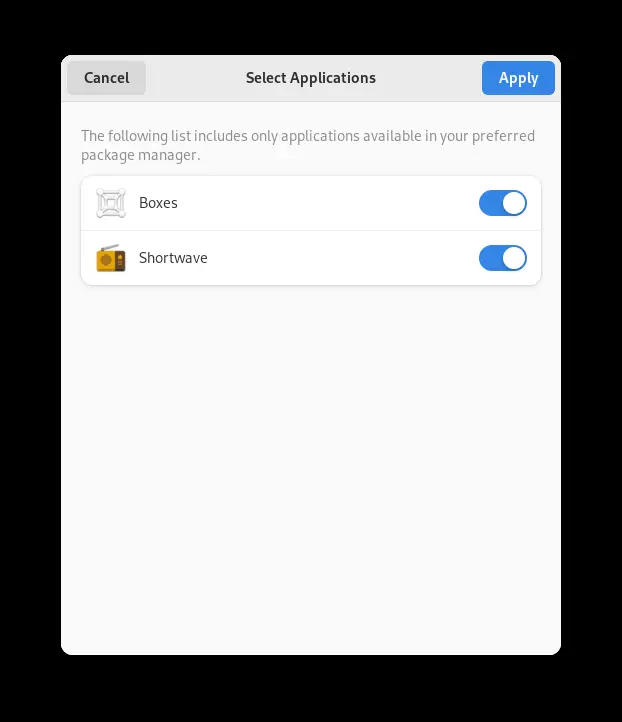 Cancel
Select Applications
Apply
The following list includes only applications available in your preferred
package manager.
Boxes
Shortwave